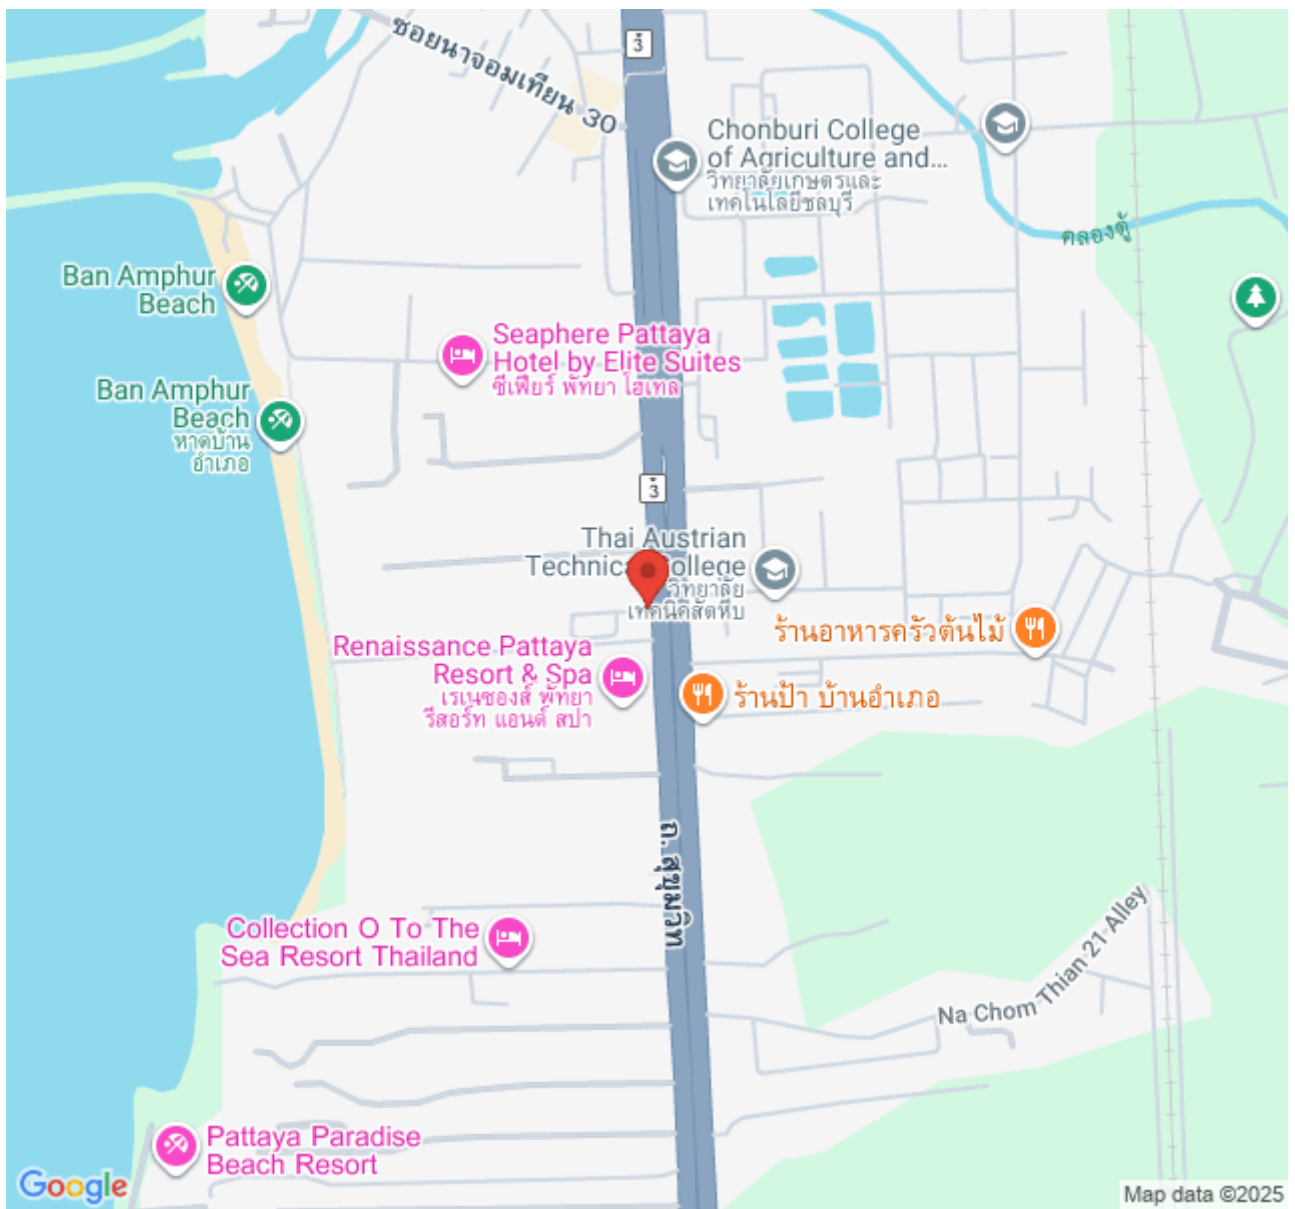 3
ซอยนาจอมเทียน 30
Chonburi College
of Agriculture and...
วิทยาลัยเกษตรและ
เทคโนโลยีชลบุรี
คลองตู้
Ban Amphur
Beach
Seaphere Pattaya
Hotel by Elite Suites
ซีเฟียร์ พัทยา โฮเทล
Ban Amphur
Beach
หาดบ้าน
อำเภอ
3
Thai Austrian
Technical College
วิทยาลัย
เทคนิคสัตหีบ
ร้านอาหารครัวต้นไม้
Renaissance Pattaya
Resort & Spa
เรเนซองส์ พัทยา
รีสอร์ท แอนด์ สปา
ร้านป้า บ้านอำเภอ
ถ. สุขุมวิท
Collection O To The
Sea Resort Thailand
Na Chom Thian 21 Alley
Pattaya Paradise
Beach Resort
Google
Map data ©2025